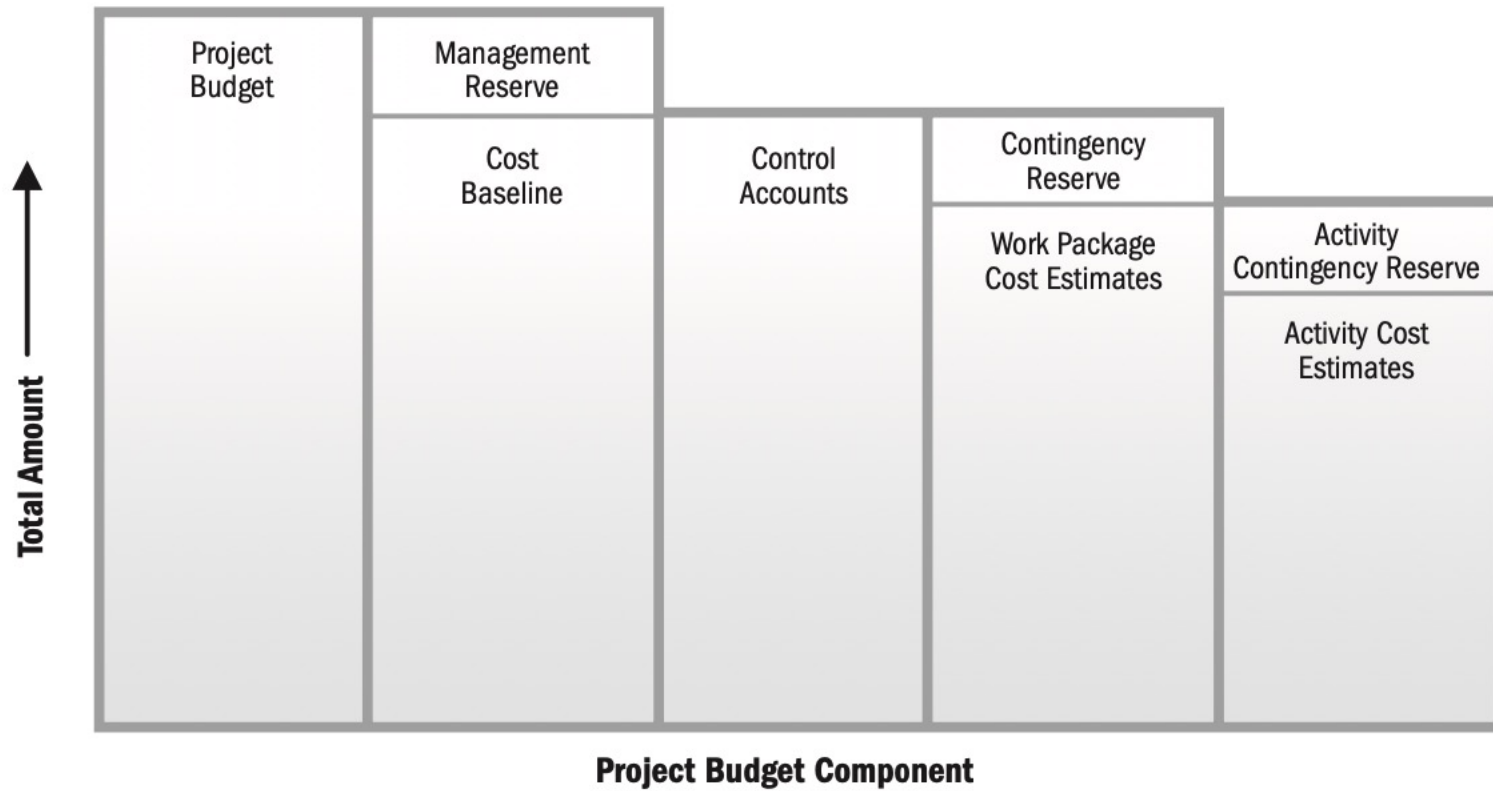 Project
Budget
Management
Reserve
Cost
Baseline
Control
Accounts
Contingency
Reserve
Work Package
Cost Estimates
Activity
Contingency Reserve
Activity Cost
Estimates
Total Amount
Project Budget Component